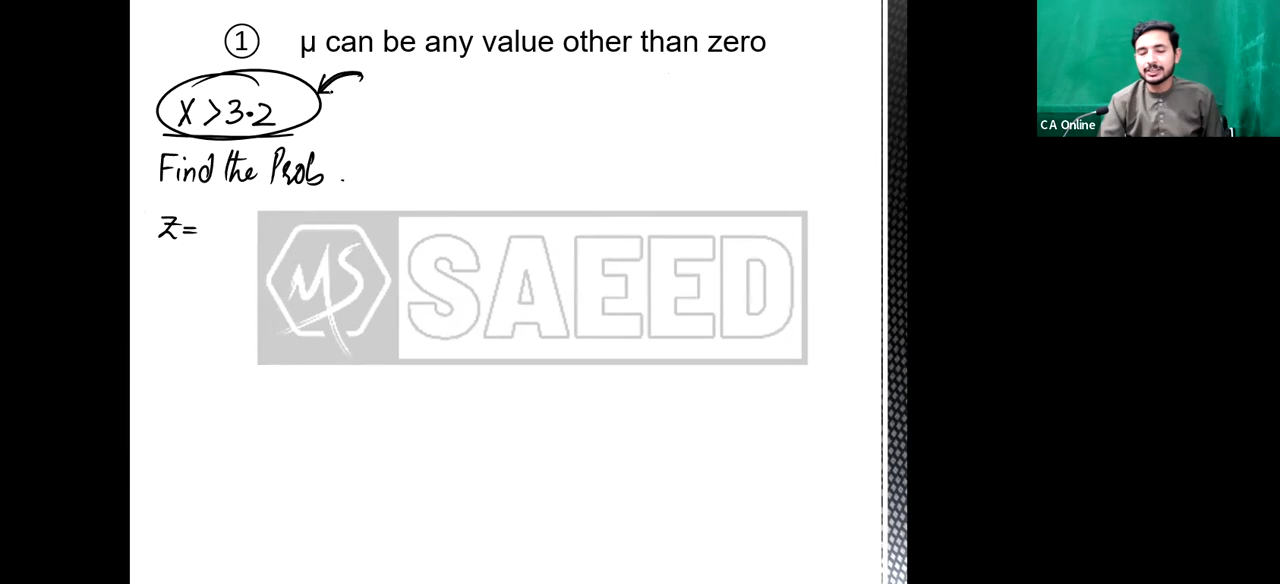 ① μ can be any value other than zero
X > 3.2
Find the Prob.
Z =
MS SAEED
CA Online